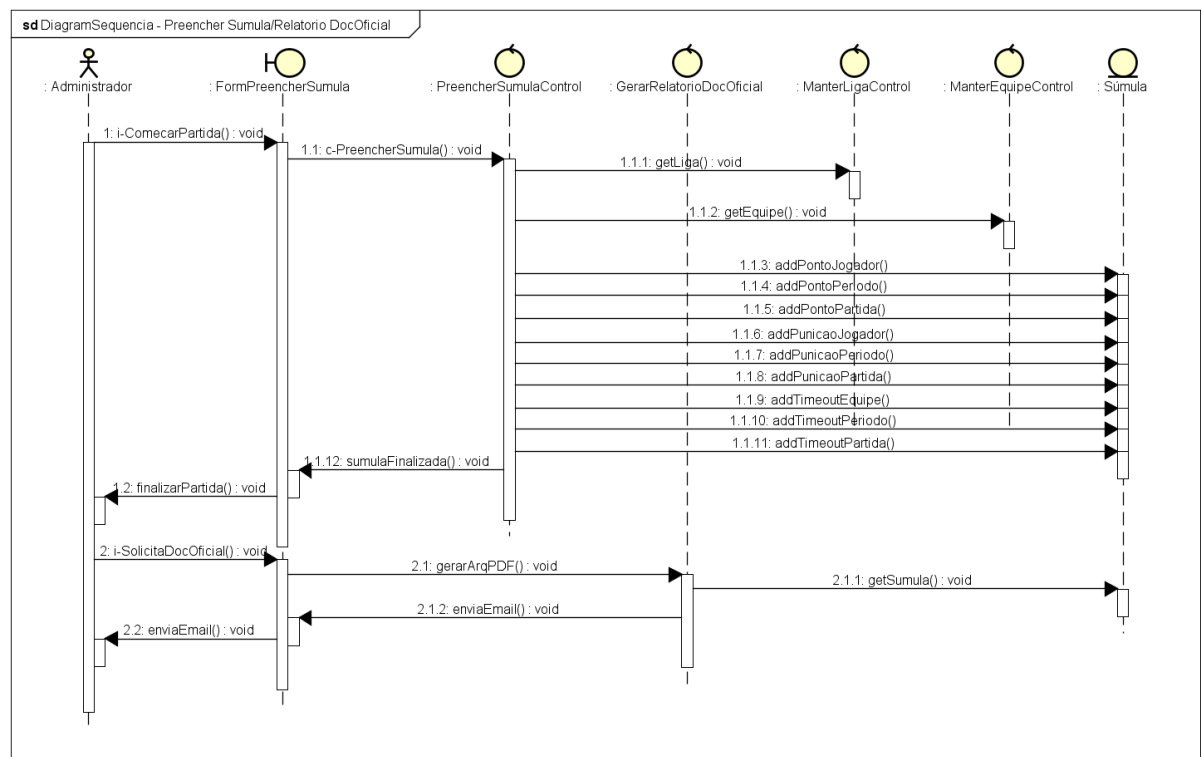 sd DiagramSequencia - Preencher Sumula/Relatorio DocOficial
: Administrador
: FormPreencherSumula
: PreencherSumulaControl
: GerarRelatorioDocOficial
: ManterLigaControl
: ManterEquipeControl
: Súmula
1: i-ComecarPartida() : void
1.1: c-PreencherSumula() : void
1.1.1: getLiga() : void
1.1.2: getEquipe() : void
1.1.3: addPontoJogador()
1.1.4: addPontoPeriodo()
1.1.5: addPontoPartida()
1.1.6: addPunicaoJogador()
1.1.7: addPunicaoPeriodo()
1.1.8: addPunicaoPartida()
1.1.9: addTimeoutEquipe()
1.1.10: addTimeoutPeriodo()
1.1.11: addTimeoutPartida()
1.1.12: sumulaFinalizada() : void
1.2: finalizarPartida() : void
2: i-SolicitaDocOficial() : void
2.1: gerarArqPDF() : void
2.1.1: getSumula() : void
2.1.2: enviaEmail() : void
2.2: enviaEmail() : void